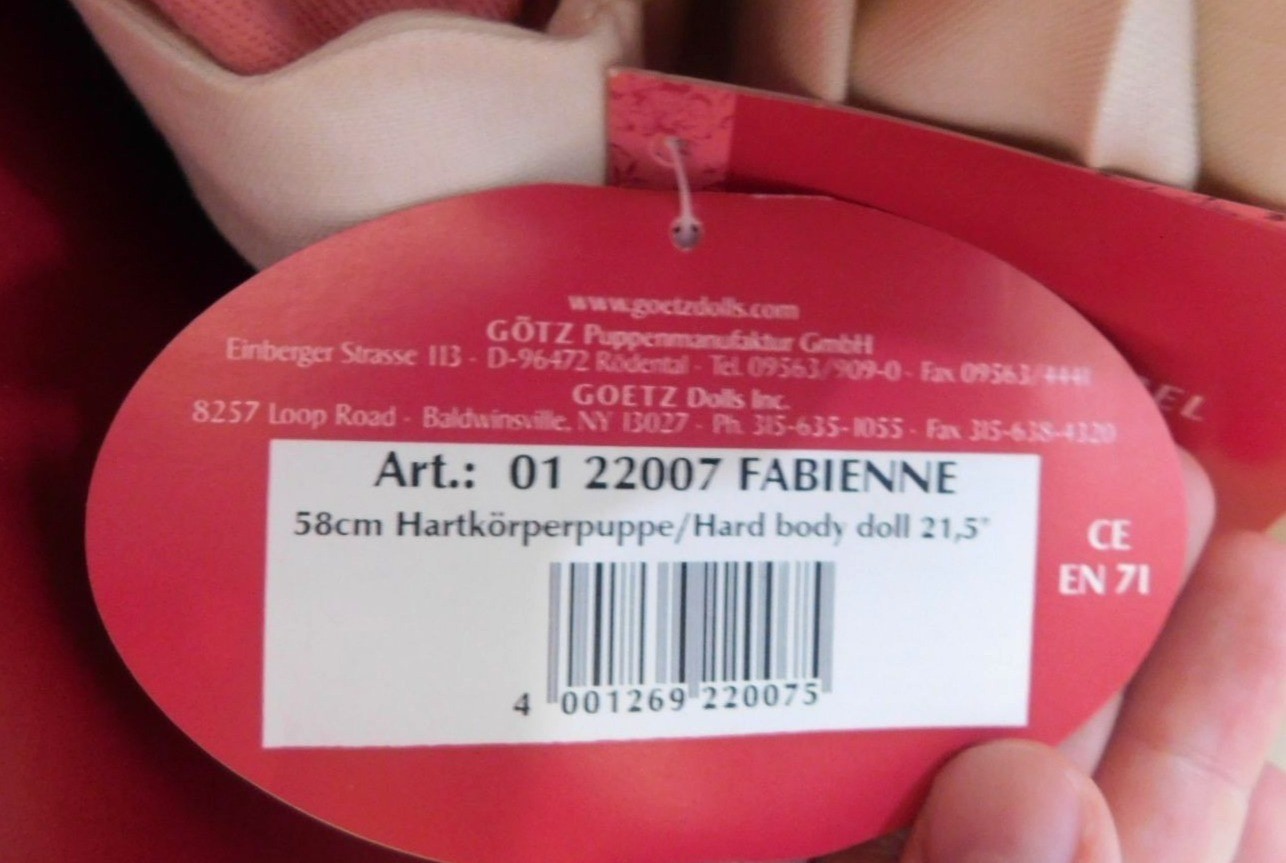 www.goetzdolls.com
GÖTZ Puppenmanufaktur GmbH
Einberger Strasse 113 · D-96472 Rödental · Tel. 09563/909-0 · Fax 09563/4441
GOETZ Dolls Inc.
8257 Loop Road · Baldwinsville, NY 13027 · Ph. 315-635-1055 · Fax 315-638-4320
Art.: 01 22007 FABIENNE
58cm Hartkörperpuppe/Hard body doll 21,5"
CE
EN 71
4 001269 220075